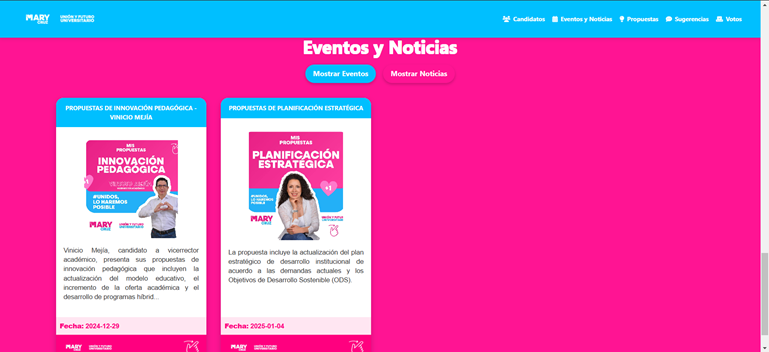 MARY CRUZ
UNIÓN Y FUTURO
UNIVERSITARIO
Candidatos
Eventos y Noticias
Propuestas
Sugerencias
Votos
Eventos y Noticias
Mostrar Eventos
Mostrar Noticias
PROPUESTAS DE INNOVACIÓN PEDAGÓGICA -
VINICIO MEJÍA
MIS
PROPUESTAS
INNOVACIÓN
PEDAGÓGICA
+1
#UNIDOS,
LO HAREMOS
POSIBLE
MARY
CRUZ
UNIÓN Y FUTURO
UNIVERSITARIO
Vinicio Mejía, candidato a vicerrector
académico, presenta sus propuestas de
innovación pedagógica que incluyen la
actualización del modelo educativo, el
incremento de la oferta académica y el
desarrollo de programas híbrid...
Fecha: 2024-12-29
MARY
CRUZ
UNIÓN Y FUTURO
UNIVERSITARIO
PROPUESTAS DE PLANIFICACIÓN ESTRATÉGICA
MIS
PROPUESTAS
PLANIFICACIÓN
ESTRATÉGICA
+1
#UNIDOS,
LO HAREMOS
POSIBLE
MARY
CRUZ
UNIÓN Y FUTURO
UNIVERSITARIO
La propuesta incluye la actualización del plan
estratégico de desarrollo institucional de
acuerdo a las demandas actuales y los
Objetivos de Desarrollo Sostenible (ODS).
Fecha: 2025-01-04
MARY
CRUZ
UNIÓN Y FUTURO
UNIVERSITARIO